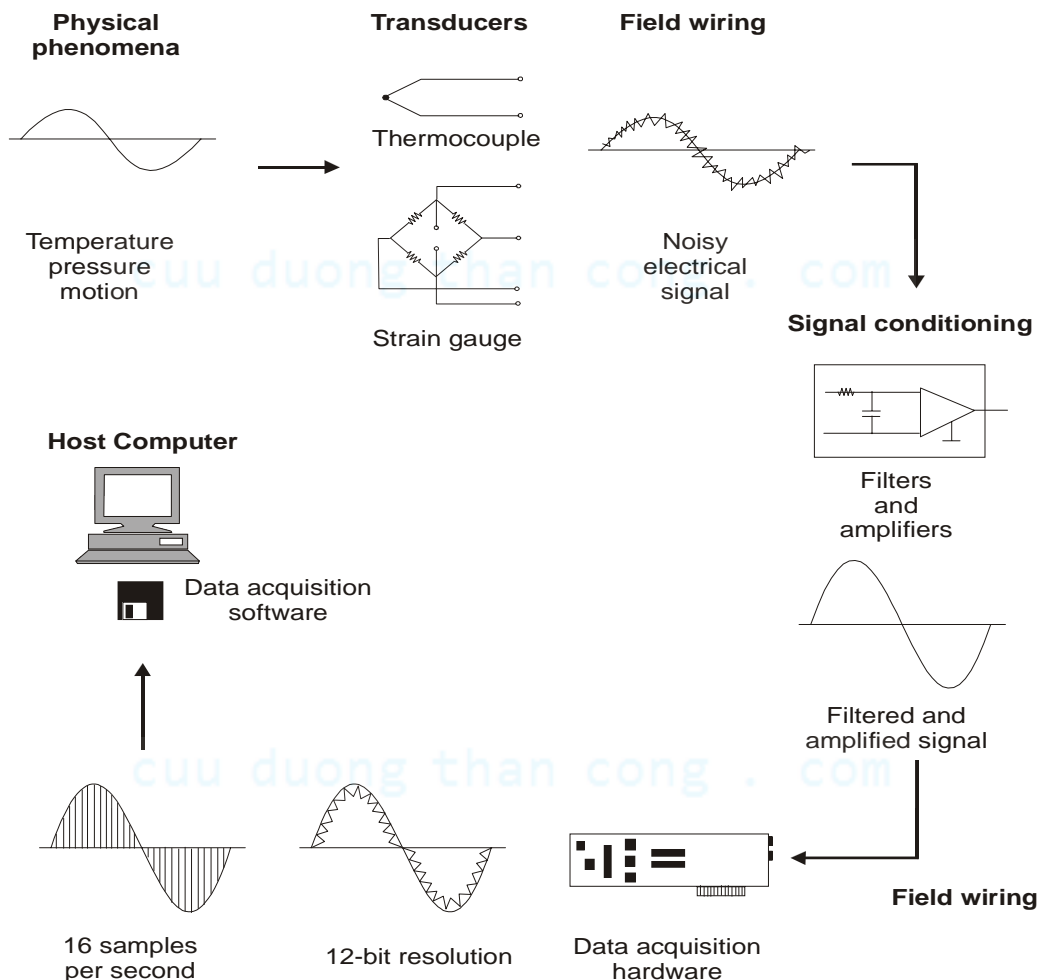 Physical
phenomena
Transducers
Field wiring
Thermocouple
Temperature
pressure
motion
Noisy
electrical
signal
cuu duong than cong . com
Strain gauge
Signal conditioning
Host Computer
Filters
and
amplifiers
Data acquisition
software
Filtered and
amplified signal
cuu duong than cong . com
Field wiring
16 samples
per second
12-bit resolution
Data acquisition
hardware